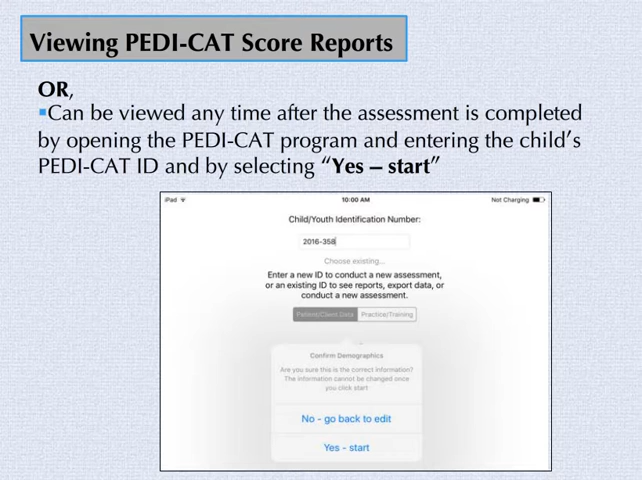 Viewing PEDI-CAT Score Reports
OR,
▪Can be viewed any time after the assessment is completed
by opening the PEDI-CAT program and entering the child's
PEDI-CAT ID and by selecting “Yes – start”
iPad
10:00 AM
Not Charging
Child/Youth Identification Number:
2016-358
Choose existing...
Enter a new ID to conduct a new assessment,
or an existing ID to see reports, export data, or
conduct a new assessment.
Patient/Client Data Practice/Training
Confirm Demographics
Are you sure this is the correct information?
The information cannot be changed once
you click start
No - go back to edit
Yes - start